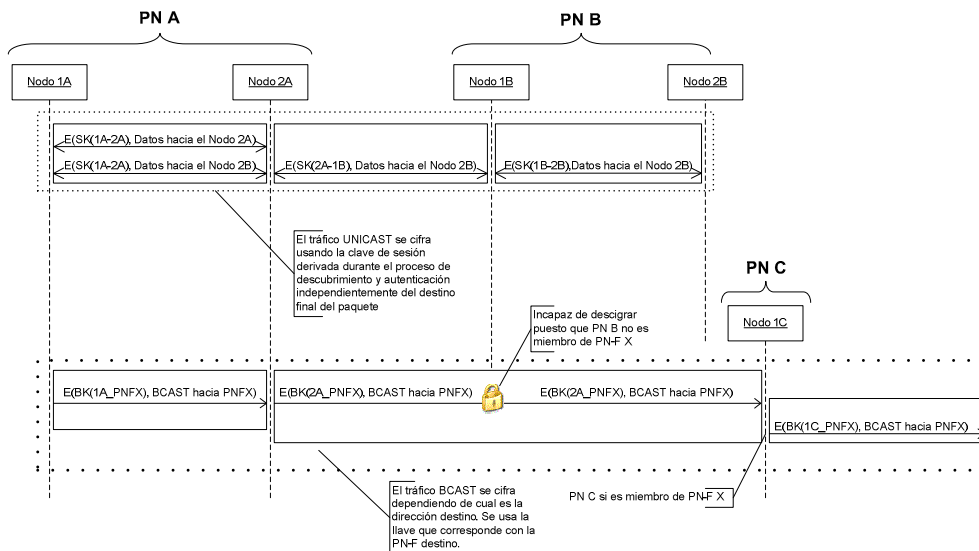 PN A
PN B
Nodo 1A
Nodo 2A
Nodo 1B
Nodo 2B
E(SK(1A-2A), Datos hacia el Nodo 2A)
E(SK(1A-2A), Datos hacia el Nodo 2B)
E(SK(2A-1B), Datos hacia el Nodo 2B)
E(SK(1B-2B),Datos hacia el Nodo 2B)
El tráfico UNICAST se cifra
usando la clave de sesión
derivada durante el proceso de
descubrimiento y autenticación
independientemente del destino
final del paquete
PN C
Nodo 1C
Incapaz de descigrar
puesto que PN B no es
miembro de PN-F X
E(BK(1A_PNFX), BCAST hacia PNFX)
E(BK(2A_PNFX), BCAST hacia PNFX)
E(BK(2A_PNFX), BCAST hacia PNFX)
E(BK(1C_PNFX), BCAST hacia PNFX)
El tráfico BCAST se cifra
dependiendo de cual es la
dirección destino. Se usa la
llave que corresponde con la
PN-F destino.
PN C si es miembro de PN-F X